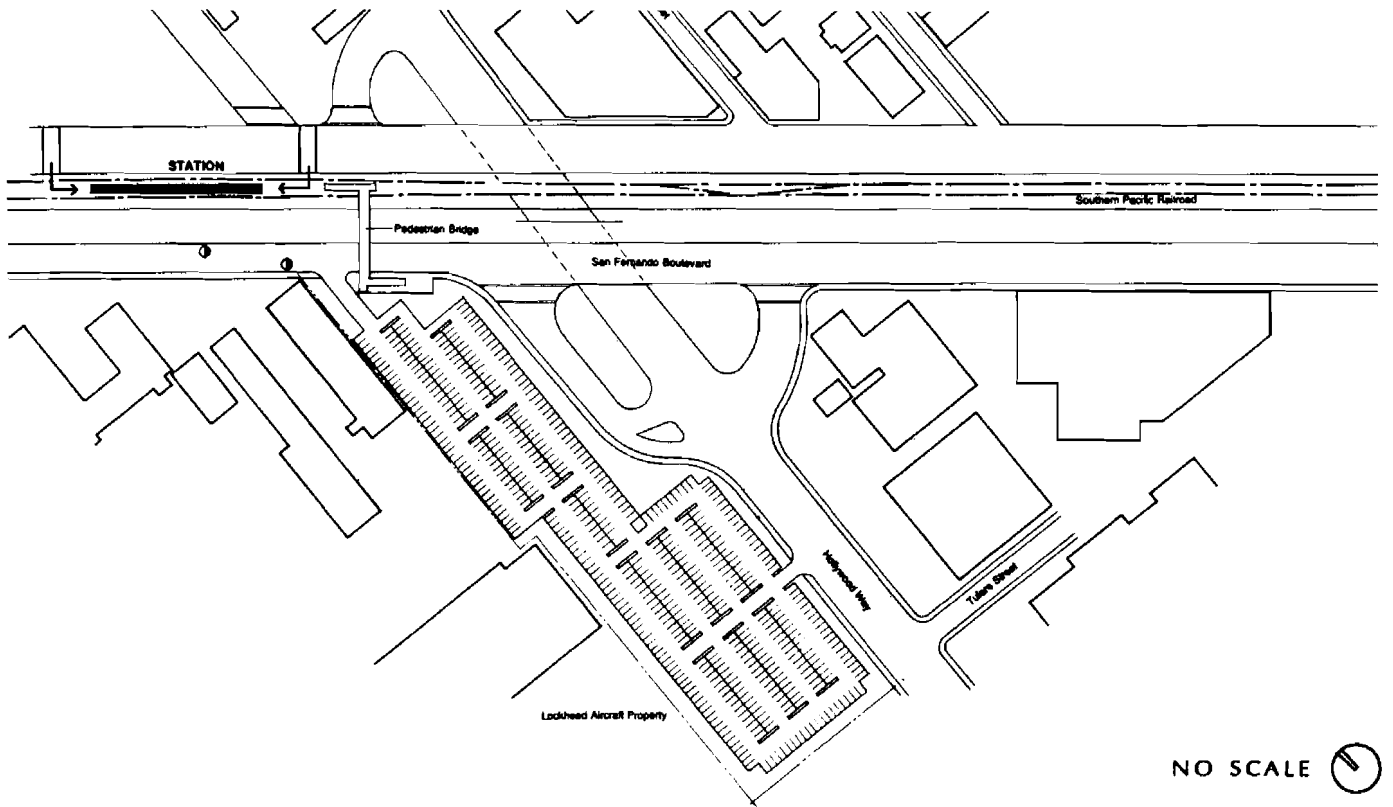 STATION
Southern Pacific Railroad
Pedestrian Bridge
San Fernando Boulevard
Hollywood Way
Tulare Street
Lockheed Aircraft Property
NO SCALE